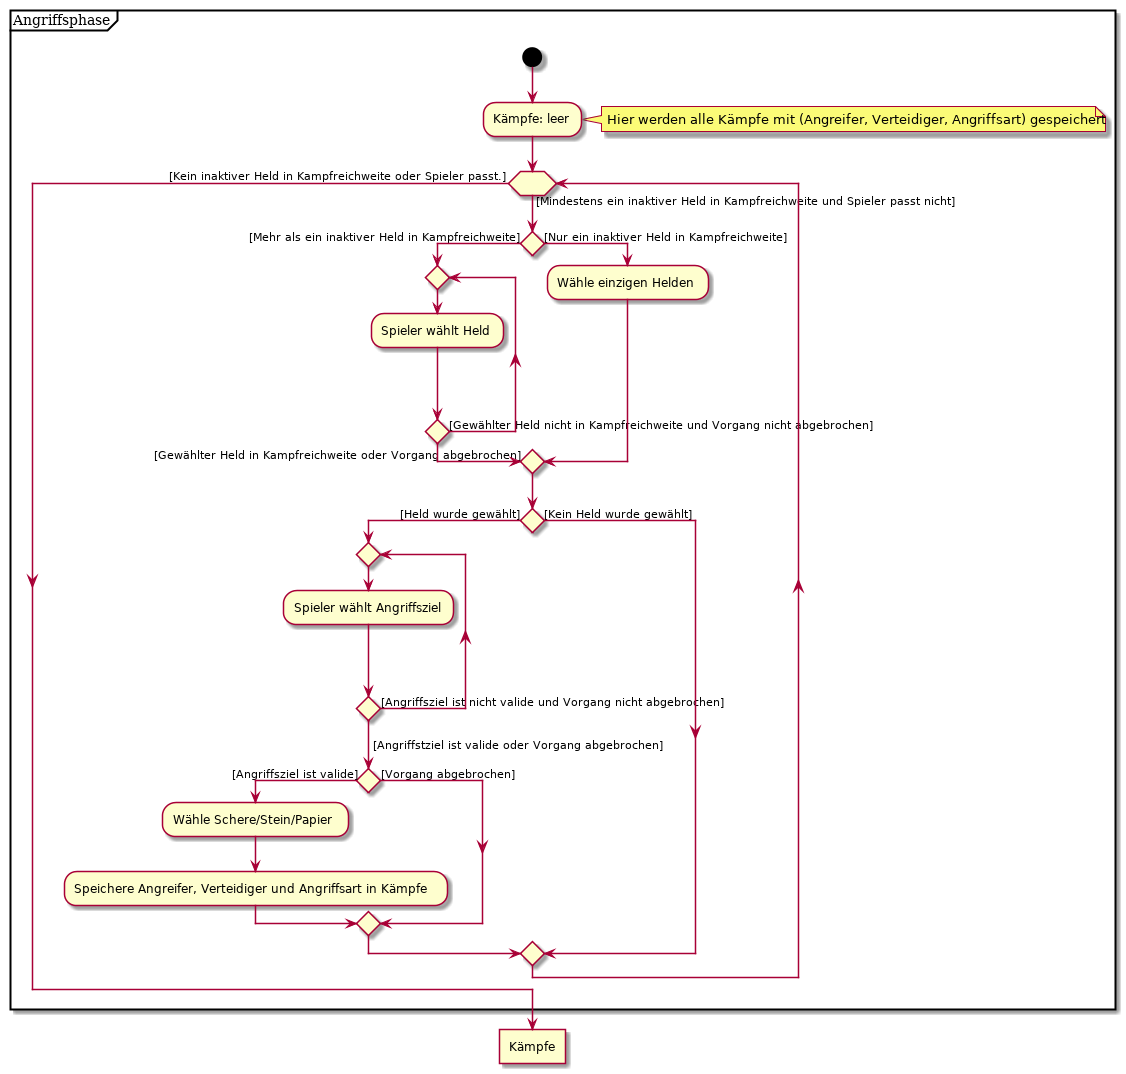 Angriffsphase
Kämpfe: leer
Hier werden alle Kämpfe mit (Angreifer, Verteidiger, Angriffsart) gespeichert
[Kein inaktiver Held in Kampfreichweite oder Spieler passt.]
[Mindestens ein inaktiver Held in Kampfreichweite und Spieler passt nicht]
[Mehr als ein inaktiver Held in Kampfreichweite]
[Nur ein inaktiver Held in Kampfreichweite]
Wähle einzigen Helden
Spieler wählt Held
[Gewählter Held nicht in Kampfreichweite und Vorgang nicht abgebrochen]
[Gewählter Held in Kampfreichweite oder Vorgang abgebrochen]
[Held wurde gewählt]
[Kein Held wurde gewählt]
Spieler wählt Angriffsziel
[Angriffsziel ist nicht valide und Vorgang nicht abgebrochen]
[Angriffstziel ist valide oder Vorgang abgebrochen]
[Angriffsziel ist valide]
[Vorgang abgebrochen]
Wähle Schere/Stein/Papier
Speichere Angreifer, Verteidiger und Angriffsart in Kämpfe
Kämpfe